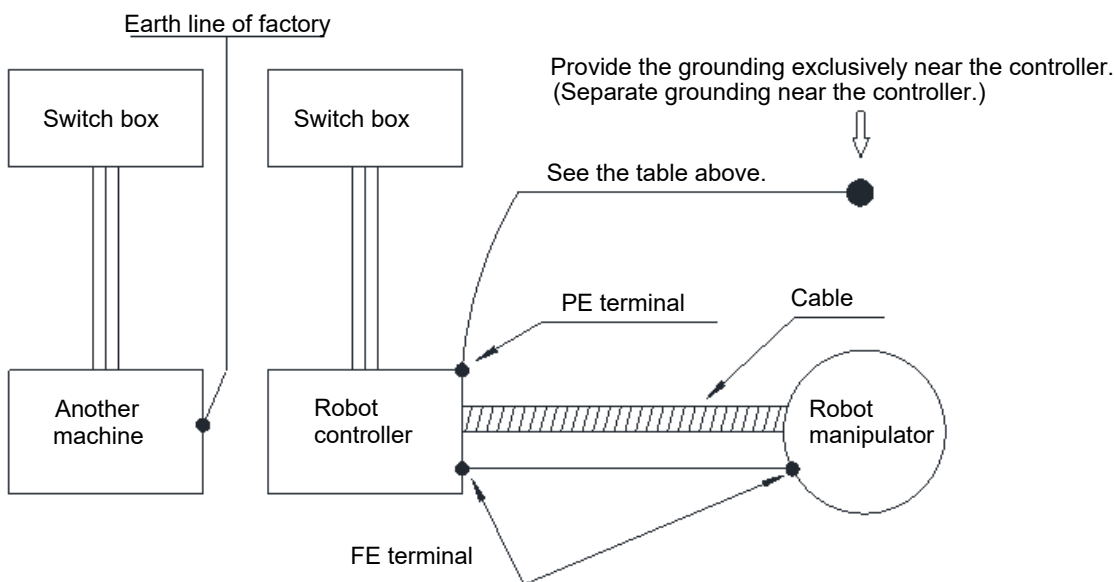 Earth line of factory
Switch box
Switch box
Provide the grounding exclusively near the controller.
(Separate grounding near the controller.)
See the table above.
PE terminal
Cable
Another
machine
Robot
controller
Robot
manipulator
FE terminal